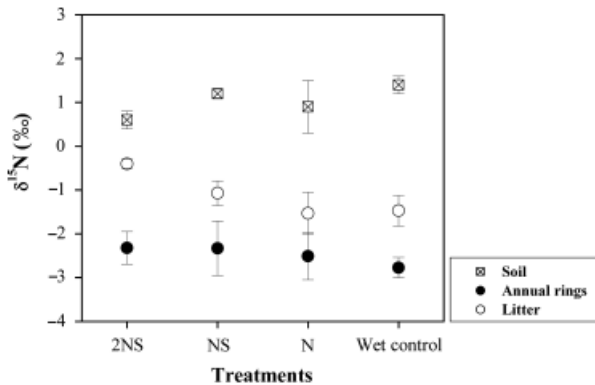 3
2
1
0
−1
−2
−3
−4
δ15N (‰)
2NS
NS
N
Wet control
Treatments
Soil
Annual rings
Litter